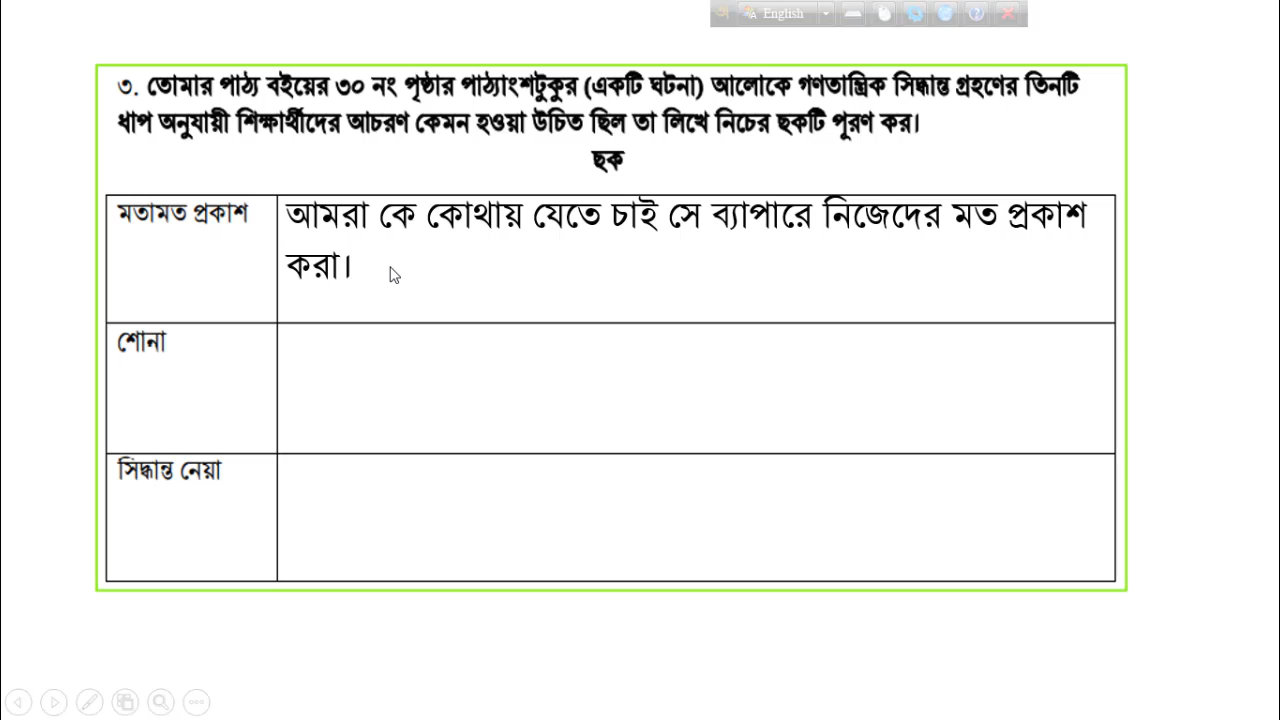 English
৩. তোমার পাঠ্য বইয়ের ৩০ নং পৃষ্ঠার পাঠ্যাংশটুকুর (একটি ঘটনা) আলোকে গণতান্ত্রিক সিদ্ধান্ত গ্রহণের তিনটি
ধাপ অনুযায়ী শিক্ষার্থীদের আচরণ কেমন হওয়া উচিত ছিল তা লিখে নিচের ছকটি পূরণ কর।
ছক
মতামত প্রকাশ
আমরা কে কোথায় যেতে চাই সে ব্যাপারে নিজেদের মত প্রকাশ
করা।
শোনা
সিদ্ধান্ত নেয়া